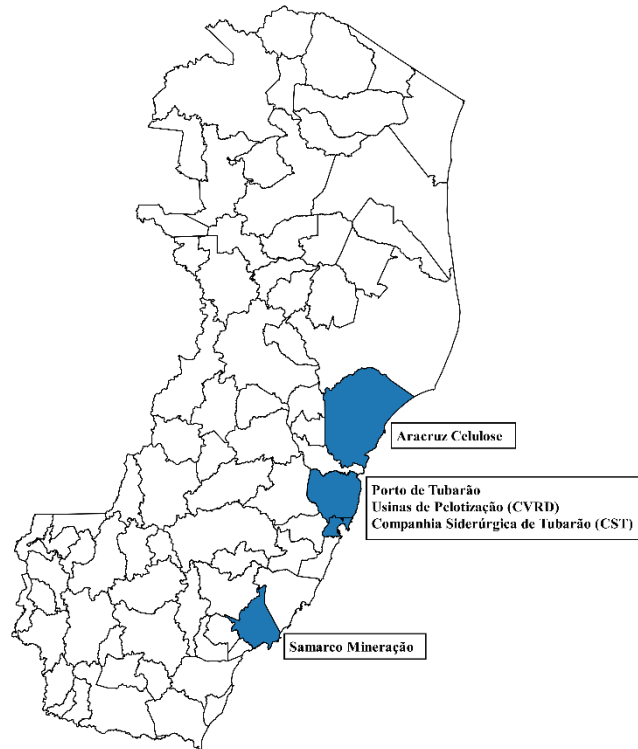 Aracruz Celulose
Porto de Tubarão
Usinas de Pelotização (CVRD)
Companhia Siderúrgica de Tubarão (CST)
Samarco Mineração